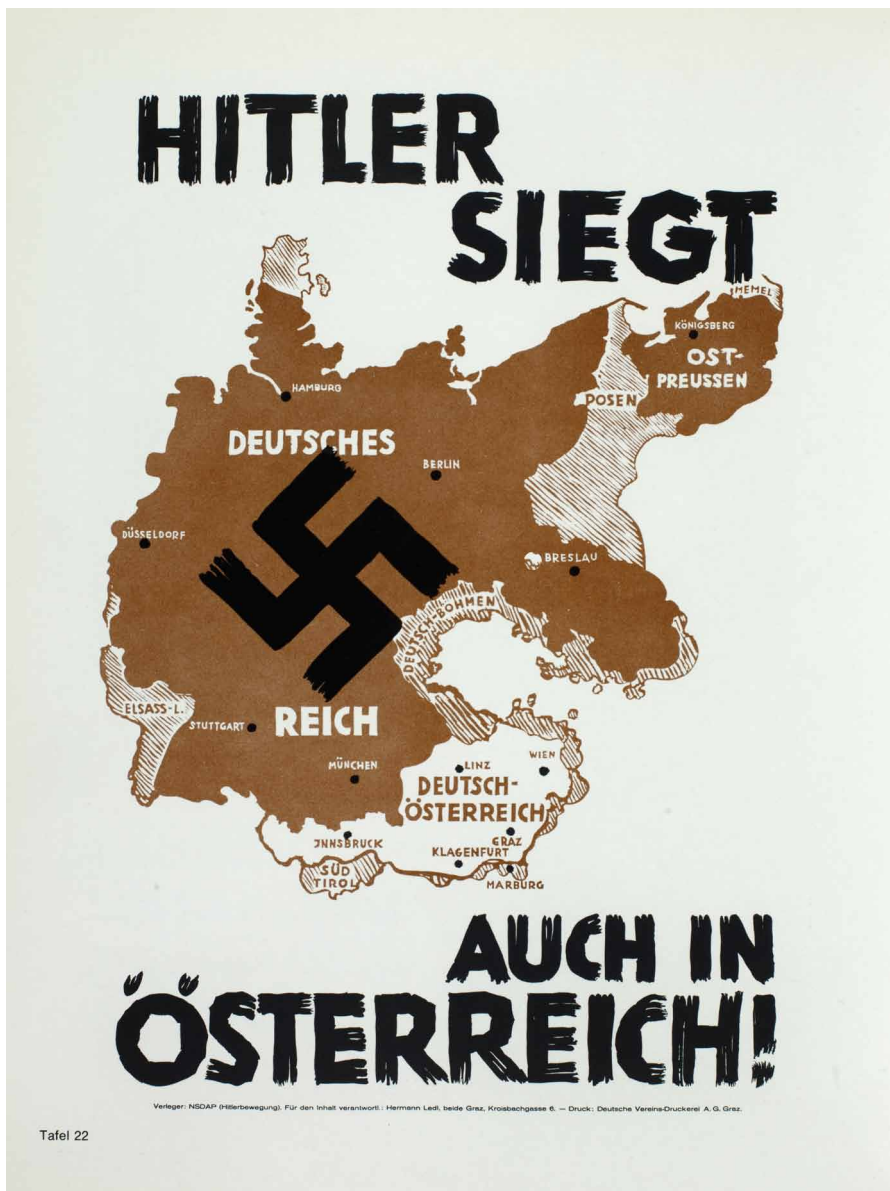 HITLER
SIEGT
MEMEL
KÖNIGSBERG
OST-
PREUSSEN
POSEN
HAMBURG
DEUTSCHES
BERLIN
DÜSSELDORF
BRESLAU
DEUTSCH-BÖHMEN
ELSASS-L.
STUTTGART
REICH
MÜNCHEN
LINZ
WIEN
DEUTSCH-
ÖSTERREICH
JNNSBRUCK
GRAZ
KLAGENFURT
SÜD
TIROL
MARBURG
AUCH IN
ÖSTERREICH!
Verleger: NSDAP (Hitlerbewegung). Für den Inhalt verantwortl.: Hermann Ledl, beide Graz, Kroisbachgasse 6. — Druck: Deutsche Vereins-Druckerei A. G. Graz.
Tafel 22